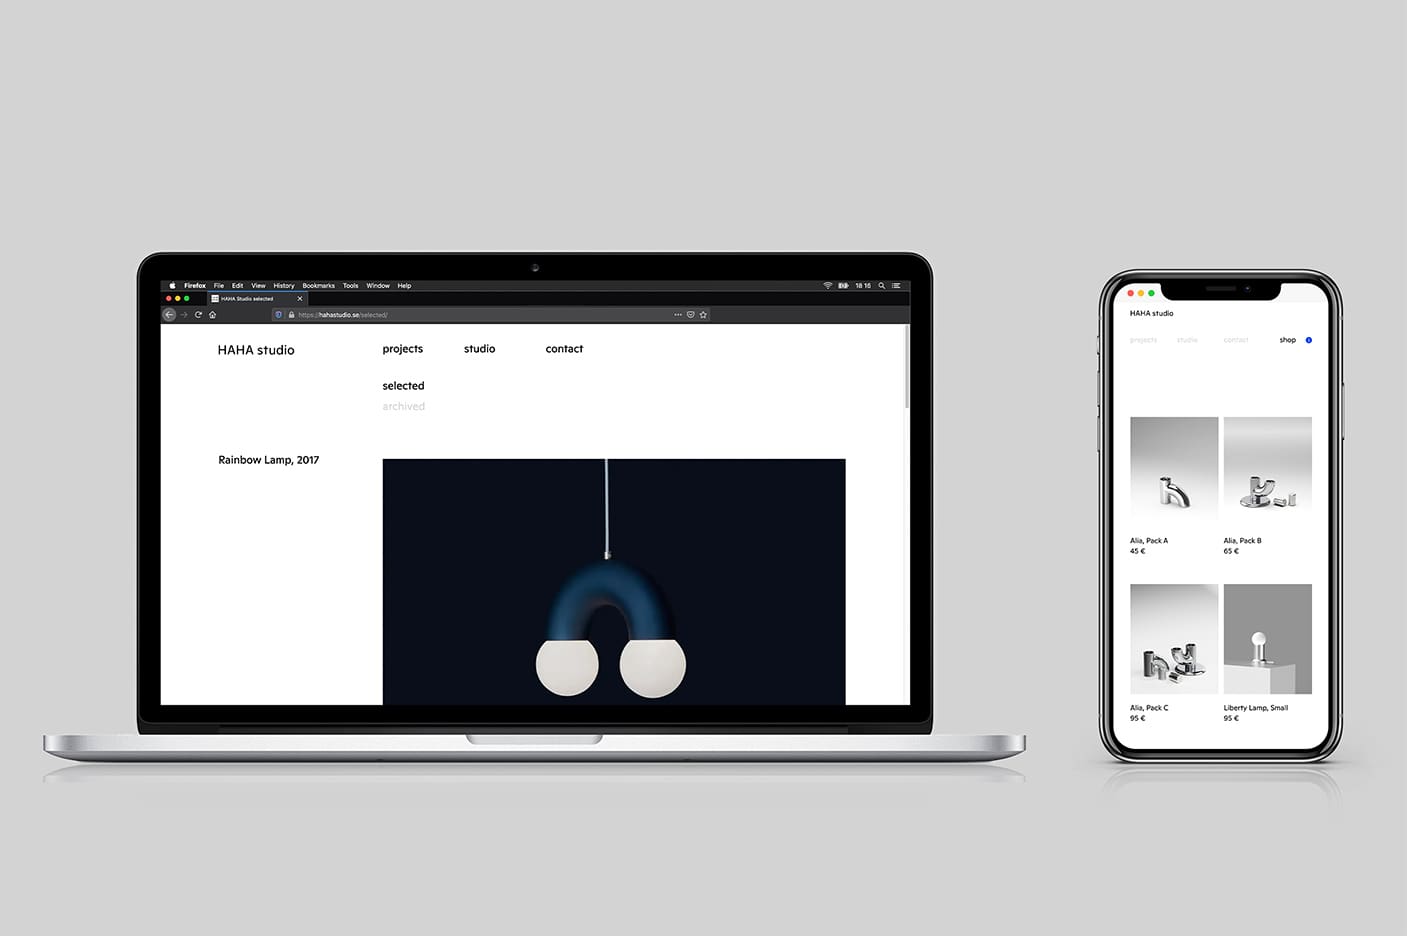 Firefox File Edit View History Bookmarks Tools Window Help
18 16
HAHA Studio selected
https://hahastudio.se/selected/
HAHA studio
projects studio contact
selected
archived
Rainbow Lamp, 2017
HAHA studio
projects studio contact shop
Alia, Pack A
45 €
Alia, Pack B
65 €
Alia, Pack C
95 €
Liberty Lamp, Small
95 €